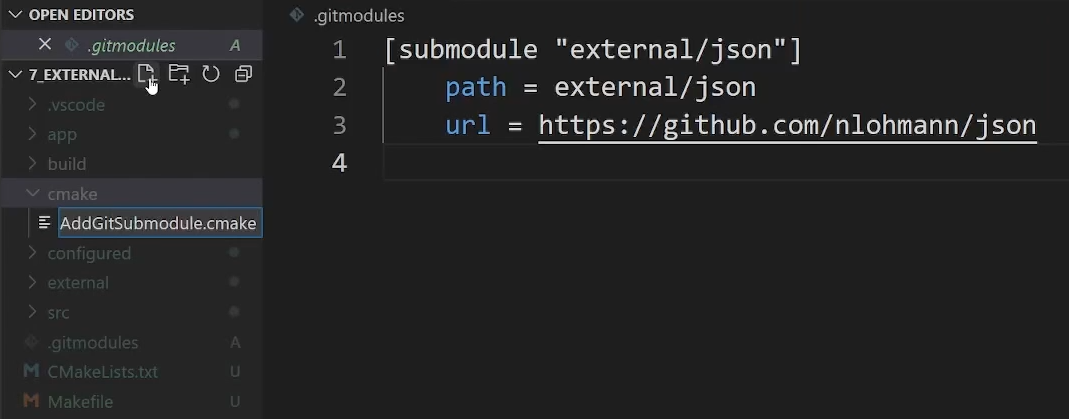 OPEN EDITORS
.gitmodules A
7_EXTERNAL...
.vscode
app
build
cmake
AddGitSubmodule.cmake
configured
external
src
.gitmodules A
CMakeLists.txt U
Makefile U
.gitmodules
1 [submodule "external/json"]
2 path = external/json
3 url = https://github.com/nlohmann/json
4